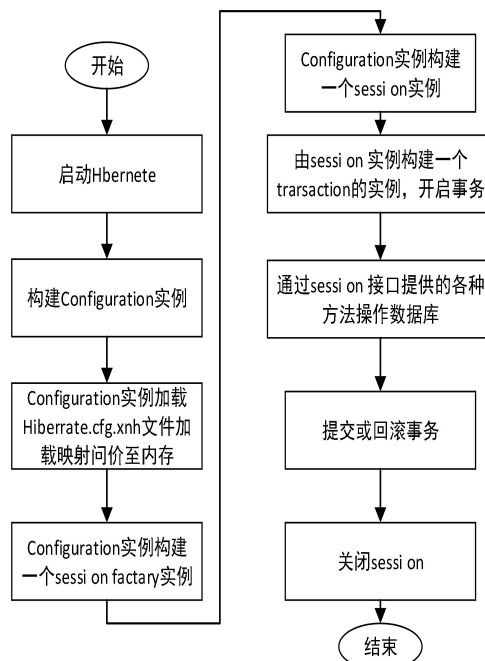 开始
启动Hbernete
构建Configuration实例
Configuration实例加载
Hiberrate.cfg.xnh文件加
载映射问价至内存
Configuration实例构建
一个sessi on factary实例
Configuration实例构建
一个sessi on实例
由sessi on 实例构建一个
trarsaction的实例，开启事务
通过sessi on 接口提供的各种
方法操作数据库
提交或回滚事务
关闭sessi on
结束